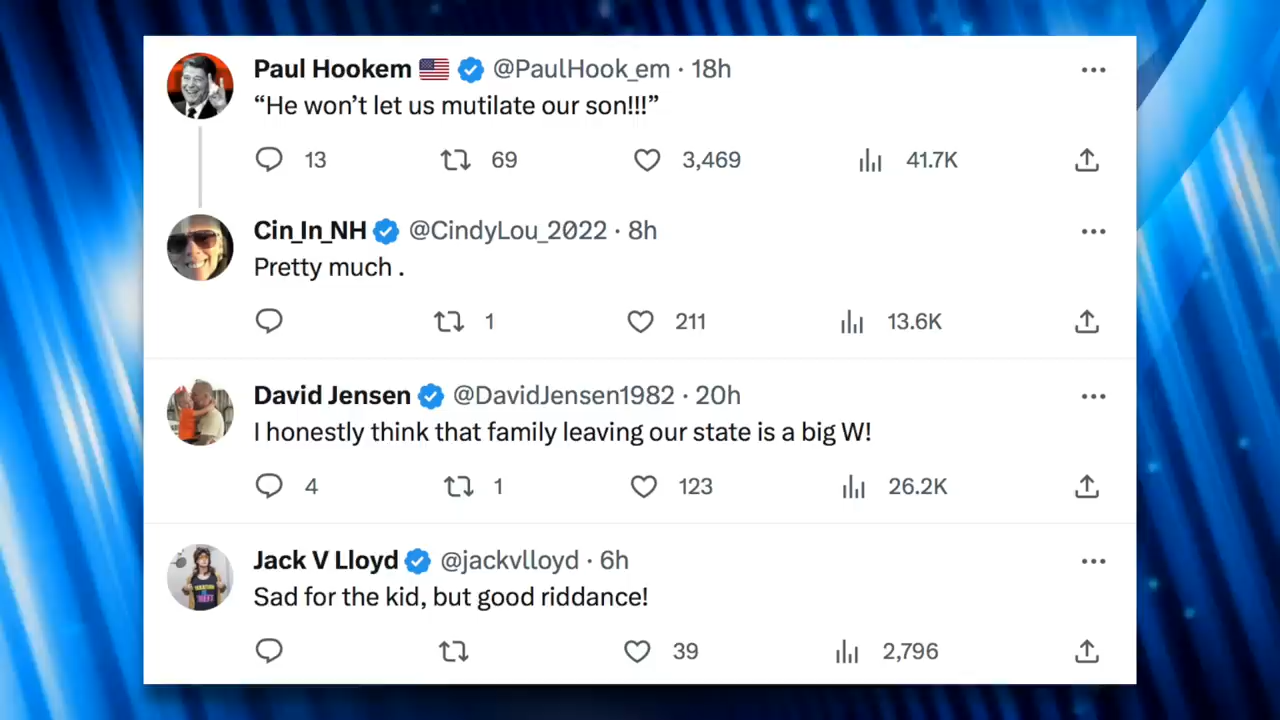 Paul Hookem @PaulHook_em · 18h
“He won’t let us mutilate our son!!!”
13 69 3,469 41.7K
Cin_In_NH @CindyLou_2022 · 8h
Pretty much .
1 211 13.6K
David Jensen @DavidJensen1982 · 20h
I honestly think that family leaving our state is a big W!
4 1 123 26.2K
Jack V Lloyd @jackvlloyd · 6h
Sad for the kid, but good riddance!
39 2,796